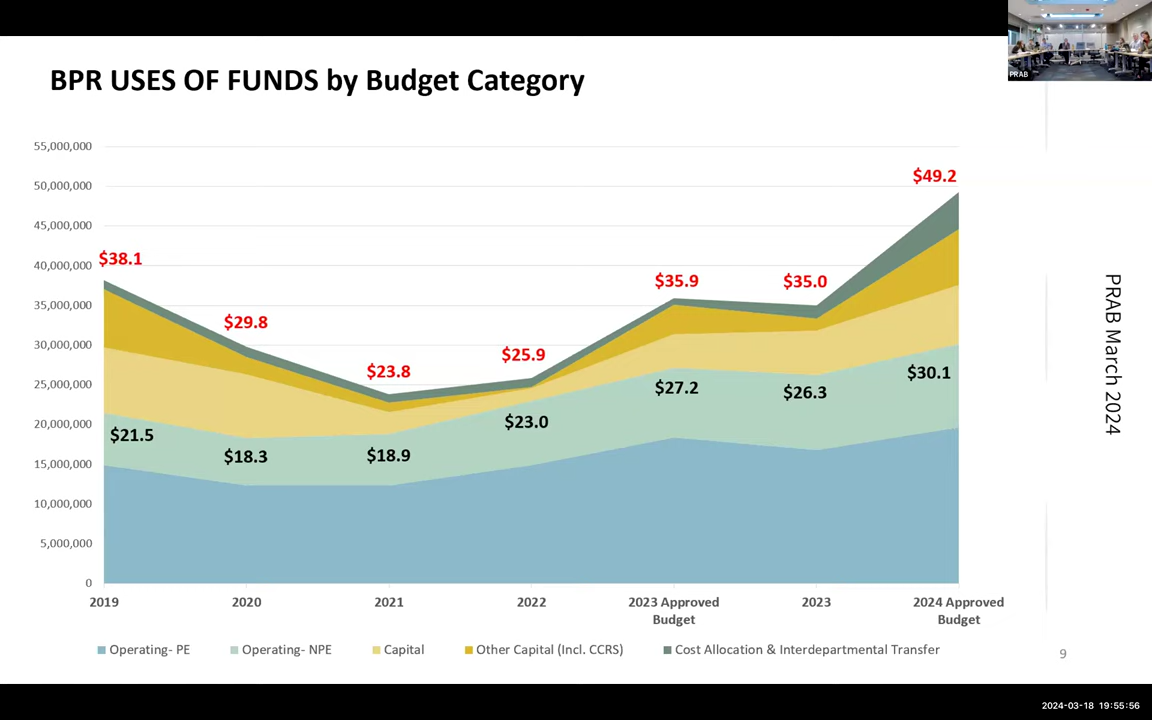 PRAB
BPR USES OF FUNDS by Budget Category
55,000,000
50,000,000
45,000,000
40,000,000
35,000,000
30,000,000
25,000,000
20,000,000
15,000,000
10,000,000
5,000,000
0
$38.1
$29.8
$23.8
$25.9
$35.9
$35.0
$49.2
$21.5
$18.3
$18.9
$23.0
$27.2
$26.3
$30.1
2019
2020
2021
2022
2023 Approved
Budget
2023
2024 Approved
Budget
Operating- PE
Operating- NPE
Capital
Other Capital (Incl. CCRS)
Cost Allocation & Interdepartmental Transfer
PRAB March 2024
9
2024-03-18 19:55:56